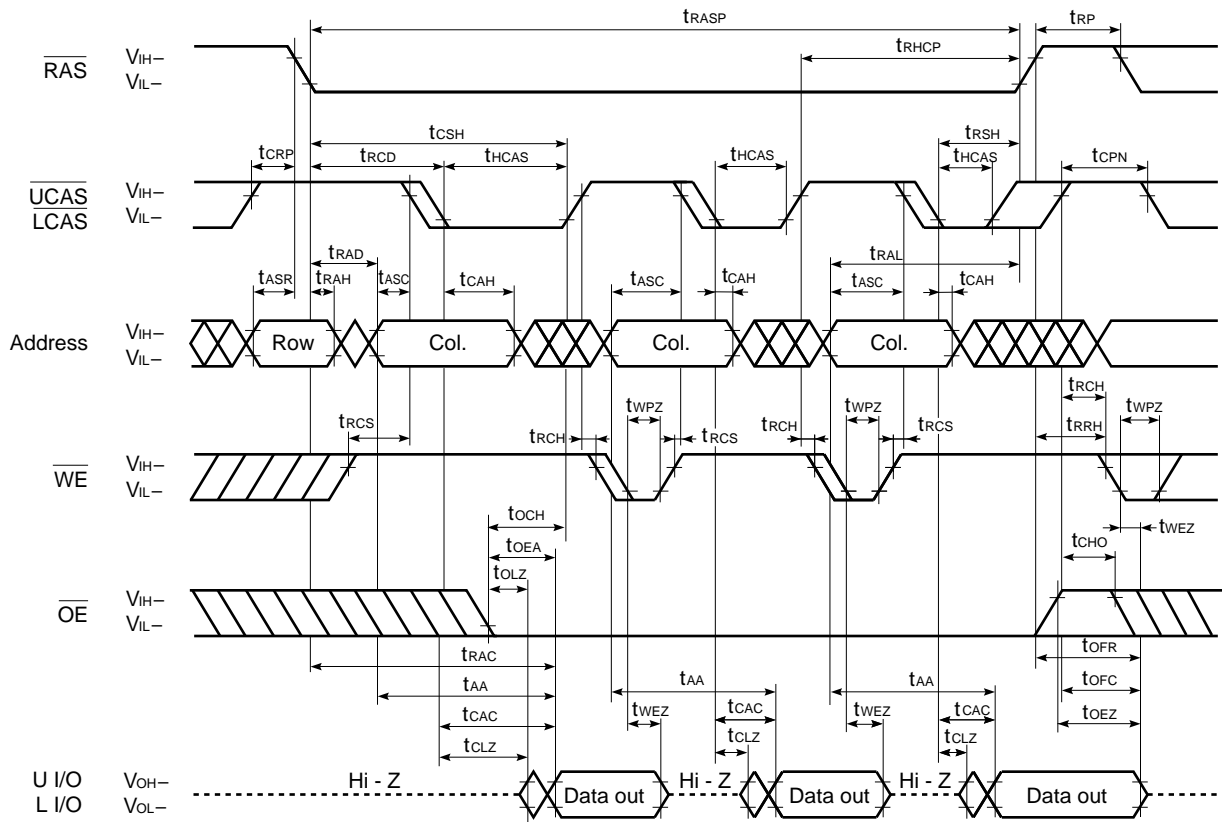 tRASP
tRP
tRHCP
RAS
VIH–
VIL–
tCSH
tRSH
tCRP
tRCD
tHCAS
tHCAS
tHCAS
tCPN
UCAS
LCAS
VIH–
VIL–
tRAD
tRAL
tASR
tRAH
tASC
tCAH
tASC
tCAH
tASC
tCAH
Address
VIH–
VIL–
Row
Col.
Col.
Col.
tRCH
tWPZ
tWPZ
tWPZ
tRCS
tRCH
tRCS
tRCH
tRCS
tRRH
WE
VIH–
VIL–
tOCH
tWEZ
tOEA
tCHO
tOLZ
OE
VIH–
VIL–
tRAC
tOFR
tAA
tAA
tAA
tOFC
tCAC
tWEZ
tCAC
tWEZ
tCAC
tOEZ
tCLZ
tCLZ
tCLZ
U I/O
L I/O
VOH–
VOL–
Hi - Z
Data out
Hi - Z
Data out
Hi - Z
Data out